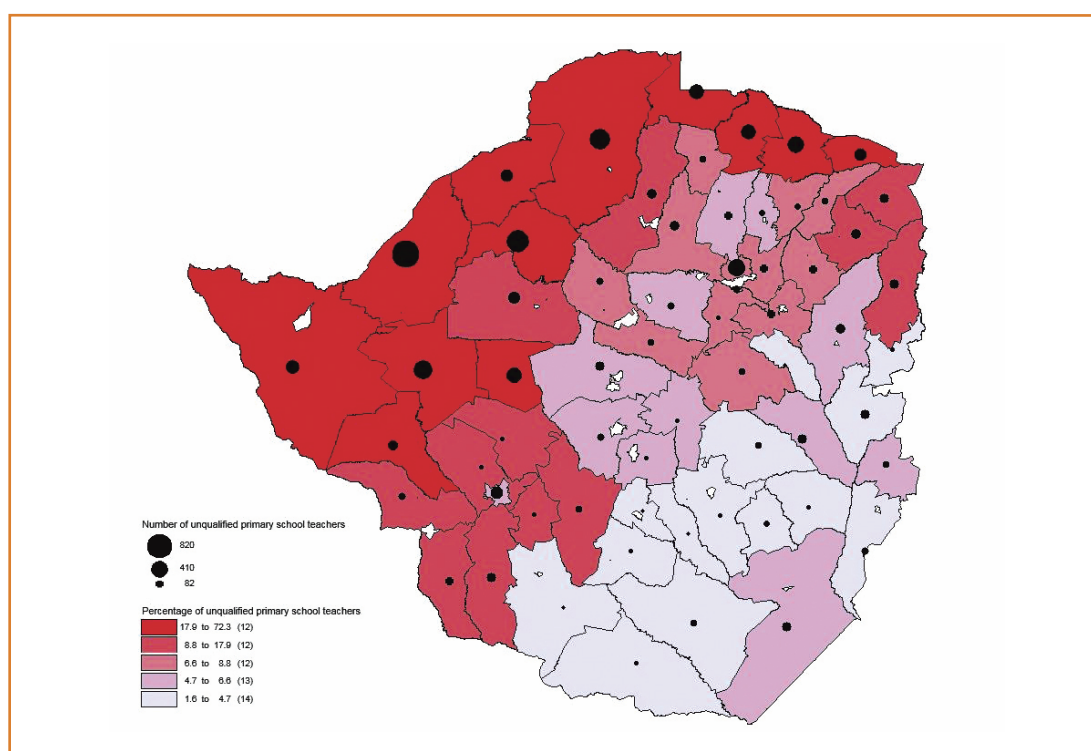 Number of unqualified primary school teachers
820
410
82
Percentage of unqualified primary school teachers
17.9 to 72.3 (12)
8.8 to 17.9 (12)
6.6 to 8.8 (12)
4.7 to 6.6 (13)
1.6 to 4.7 (14)